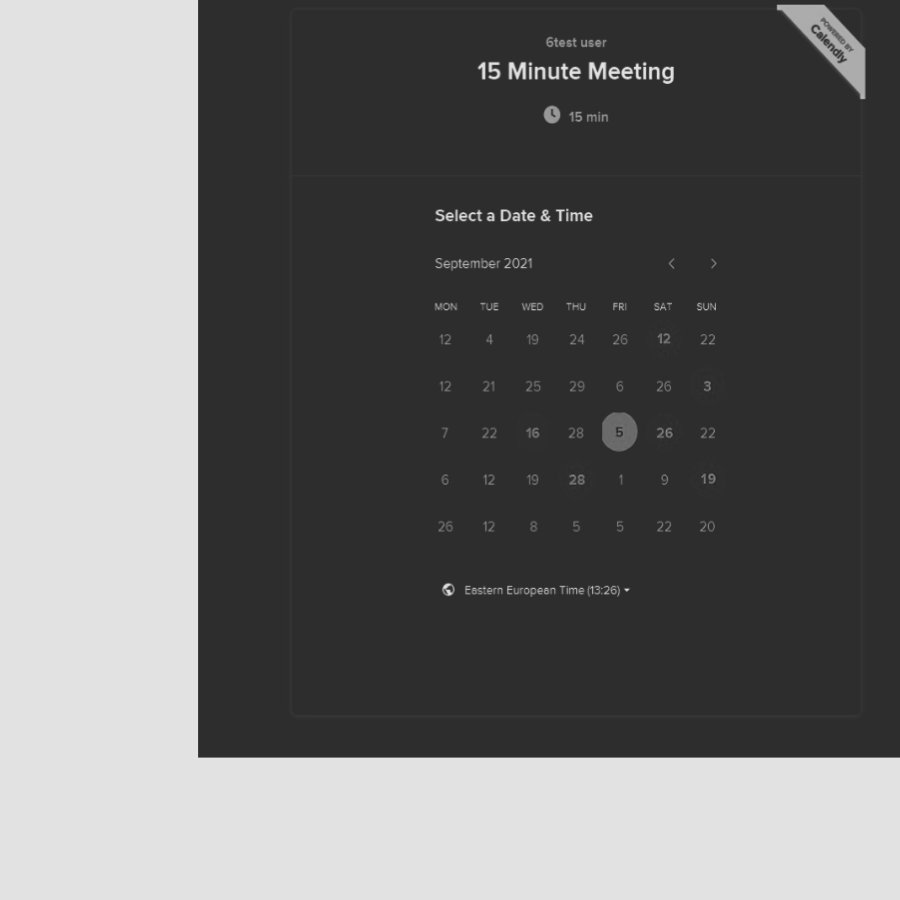 POWERED BY
Calendly
6test user
15 Minute Meeting
15 min
Select a Date & Time
September 2021
MON TUE WED THU FRI SAT SUN
12 4 19 24 26 12 22
12 21 25 29 6 26 3
7 22 16 28 5 26 22
6 12 19 28 1 9 19
26 12 8 5 5 22 20
Eastern European Time (13:26)